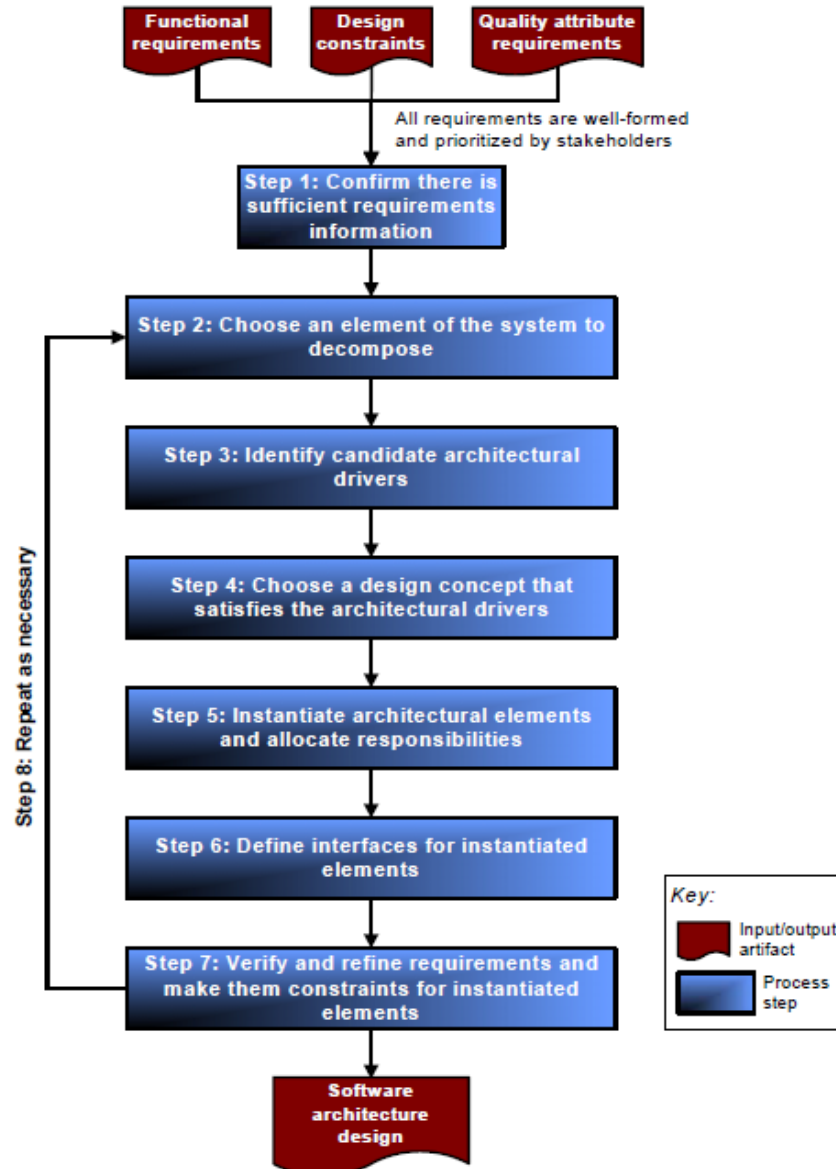 Functional
requirements
Design
constraints
Quality attribute
requirements
All requirements are well-formed
and prioritized by stakeholders
Step 1: Confirm there is
sufficient requirements
information
Step 2: Choose an element of the system to
decompose
Step 3: Identify candidate architectural
drivers
Step 4: Choose a design concept that
satisfies the architectural drivers
Step 5: Instantiate architectural elements
and allocate responsibilities
Step 6: Define interfaces for instantiated
elements
Step 7: Verify and refine requirements and
make them constraints for instantiated
elements
Step 8: Repeat as necessary
Software
architecture
design
Key:
Input/output
artifact
Process
step